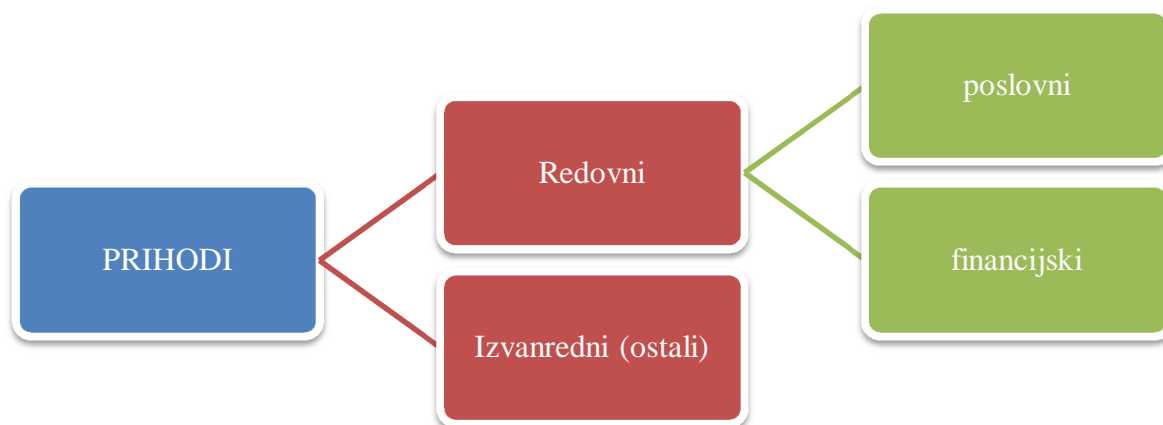 PRIHODI
Redovni
Izvanredni (ostali)
poslovni
financijski